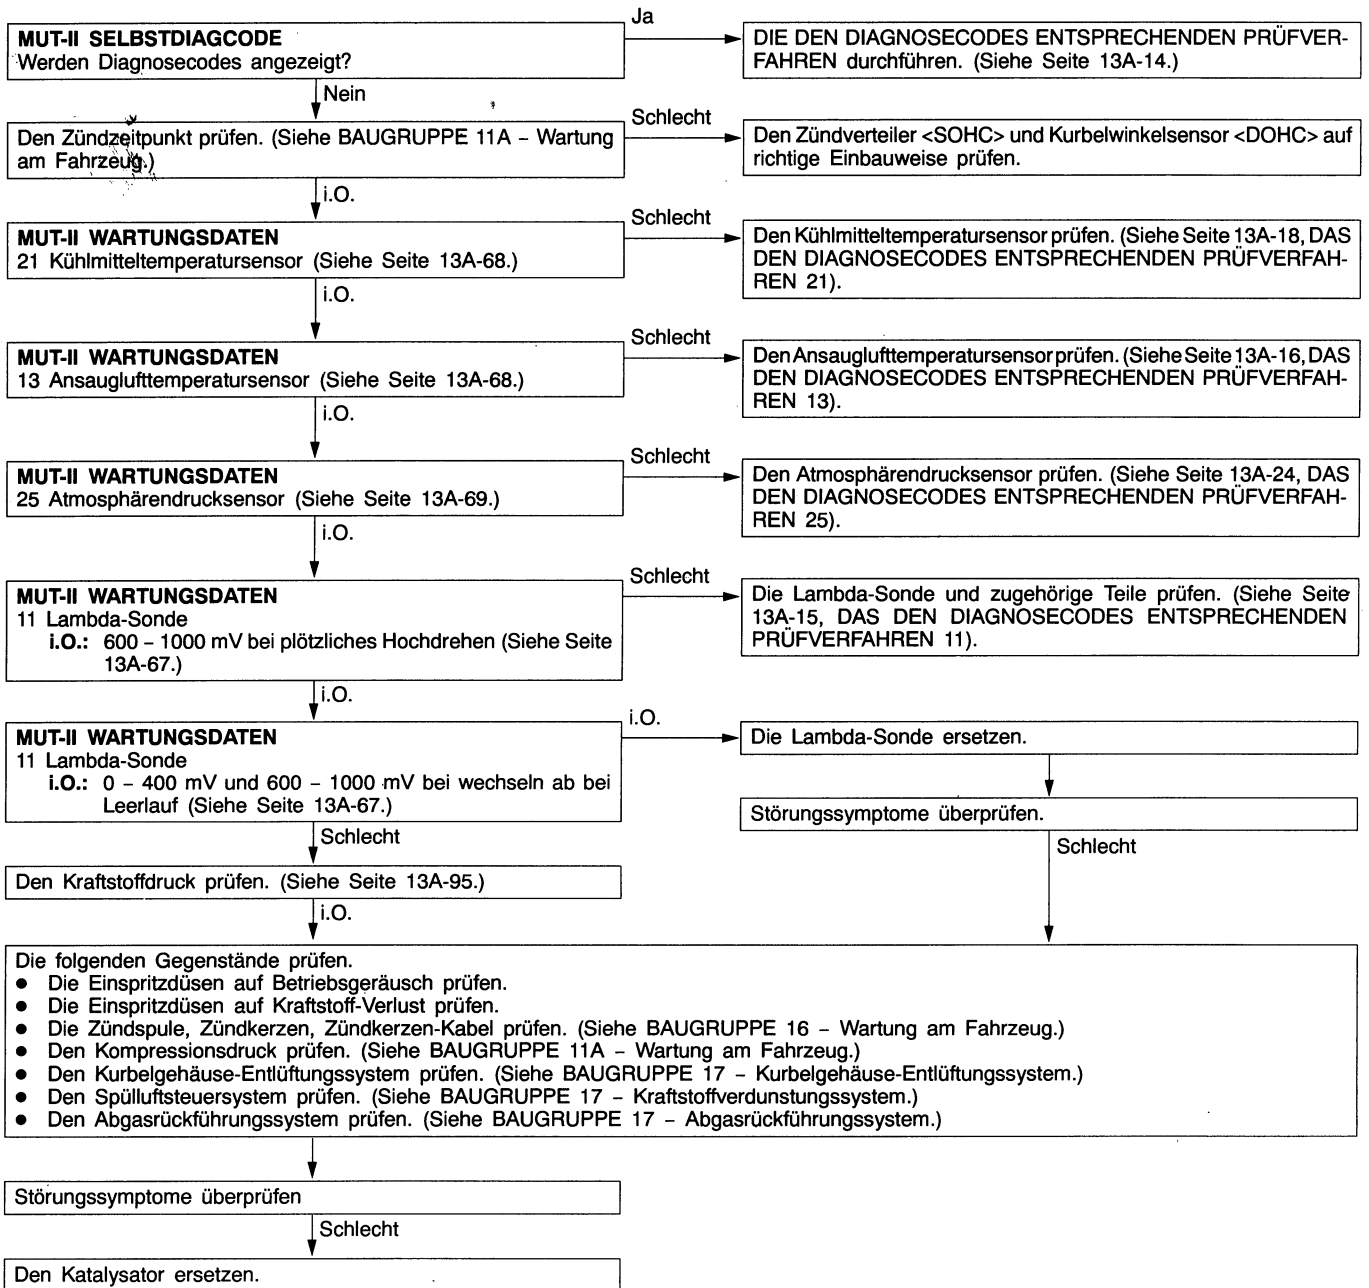 Ja
MUT-II SELBSTDIAGCODE
Werden Diagnosecodes angezeigt?
DIE DEN DIAGNOSECODES ENTSPRECHENDEN PRÜFVER-
FAHREN durchführen. (Siehe Seite 13A-14.)
Nein
Schlecht
Den Zündzeitpunkt prüfen. (Siehe BAUGRUPPE 11A – Wartung
am Fahrzeug.)
Den Zündverteiler <SOHC> und Kurbelwinkelsensor <DOHC> auf
richtige Einbauweise prüfen.
i.O.
Schlecht
MUT-II WARTUNGSDATEN
21 Kühlmitteltemperatursensor (Siehe Seite 13A-68.)
Den Kühlmitteltemperatursensor prüfen. (Siehe Seite 13A-18, DAS
DEN DIAGNOSECODES ENTSPRECHENDEN PRÜFVERFAH-
REN 21).
i.O.
Schlecht
MUT-II WARTUNGSDATEN
13 Ansauglufttemperatursensor (Siehe Seite 13A-68.)
Den Ansauglufttemperatursensor prüfen. (Siehe Seite 13A-16, DAS
DEN DIAGNOSECODES ENTSPRECHENDEN PRÜFVERFAH-
REN 13).
i.O.
Schlecht
MUT-II WARTUNGSDATEN
25 Atmosphärendrucksensor (Siehe Seite 13A-69.)
Den Atmosphärendrucksensor prüfen. (Siehe Seite 13A-24, DAS
DEN DIAGNOSECODES ENTSPRECHENDEN PRÜFVERFAH-
REN 25).
i.O.
Schlecht
MUT-II WARTUNGSDATEN
11 Lambda-Sonde
i.O.: 600 – 1000 mV bei plötzliches Hochdrehen (Siehe Seite
13A-67.)
Die Lambda-Sonde und zugehörige Teile prüfen. (Siehe Seite
13A-15, DAS DEN DIAGNOSECODES ENTSPRECHENDEN
PRÜFVERFAHREN 11).
i.O.
i.O.
MUT-II WARTUNGSDATEN
11 Lambda-Sonde
i.O.: 0 – 400 mV und 600 – 1000 mV bei wechseln ab bei
Leerlauf (Siehe Seite 13A-67.)
Die Lambda-Sonde ersetzen.
Störungssymptome überprüfen.
Schlecht
Schlecht
Den Kraftstoffdruck prüfen. (Siehe Seite 13A-95.)
i.O.
Die folgenden Gegenstände prüfen.
● Die Einspritzdüsen auf Betriebsgeräusch prüfen.
● Die Einspritzdüsen auf Kraftstoff-Verlust prüfen.
● Die Zündspule, Zündkerzen, Zündkerzen-Kabel prüfen. (Siehe BAUGRUPPE 16 – Wartung am Fahrzeug.)
● Den Kompressionsdruck prüfen. (Siehe BAUGRUPPE 11A – Wartung am Fahrzeug.)
● Den Kurbelgehäuse-Entlüftungssystem prüfen. (Siehe BAUGRUPPE 17 – Kurbelgehäuse-Entlüftungssystem.)
● Den Spülluftsteuersystem prüfen. (Siehe BAUGRUPPE 17 – Kraftstoffverdunstungssystem.)
● Den Abgasrückführungssystem prüfen. (Siehe BAUGRUPPE 17 – Abgasrückführungssystem.)
Störungssymptome überprüfen
Schlecht
Den Katalysator ersetzen.